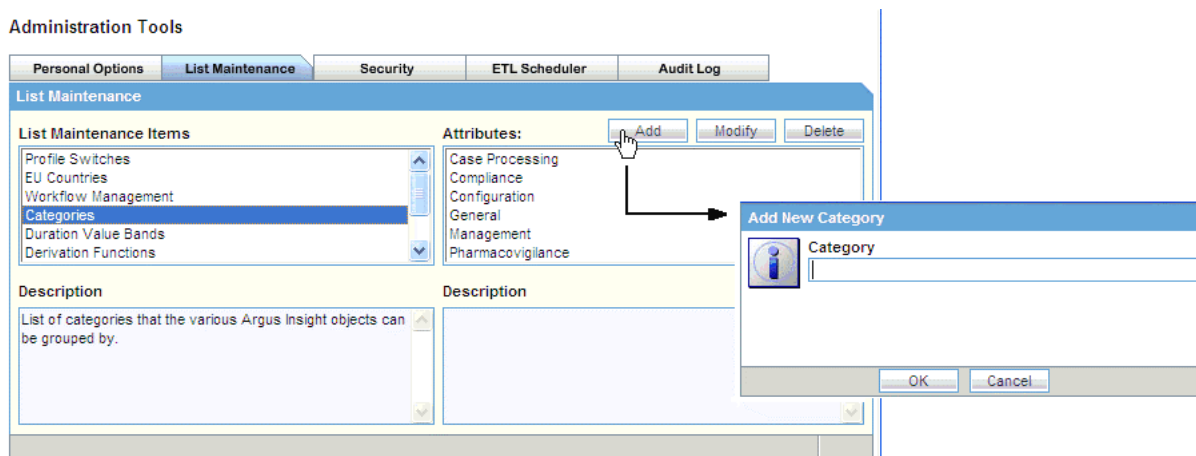 Administration Tools
Personal Options
List Maintenance
Security
ETL Scheduler
Audit Log
List Maintenance
List Maintenance Items
Attributes:
Add
Modify
Delete
Profile Switches
EU Countries
Workflow Management
Categories
Duration Value Bands
Derivation Functions
Case Processing
Compliance
Configuration
General
Management
Pharmacovigilance
Description
List of categories that the various Argus Insight objects can
be grouped by.
Description
Add New Category
Category
OK
Cancel